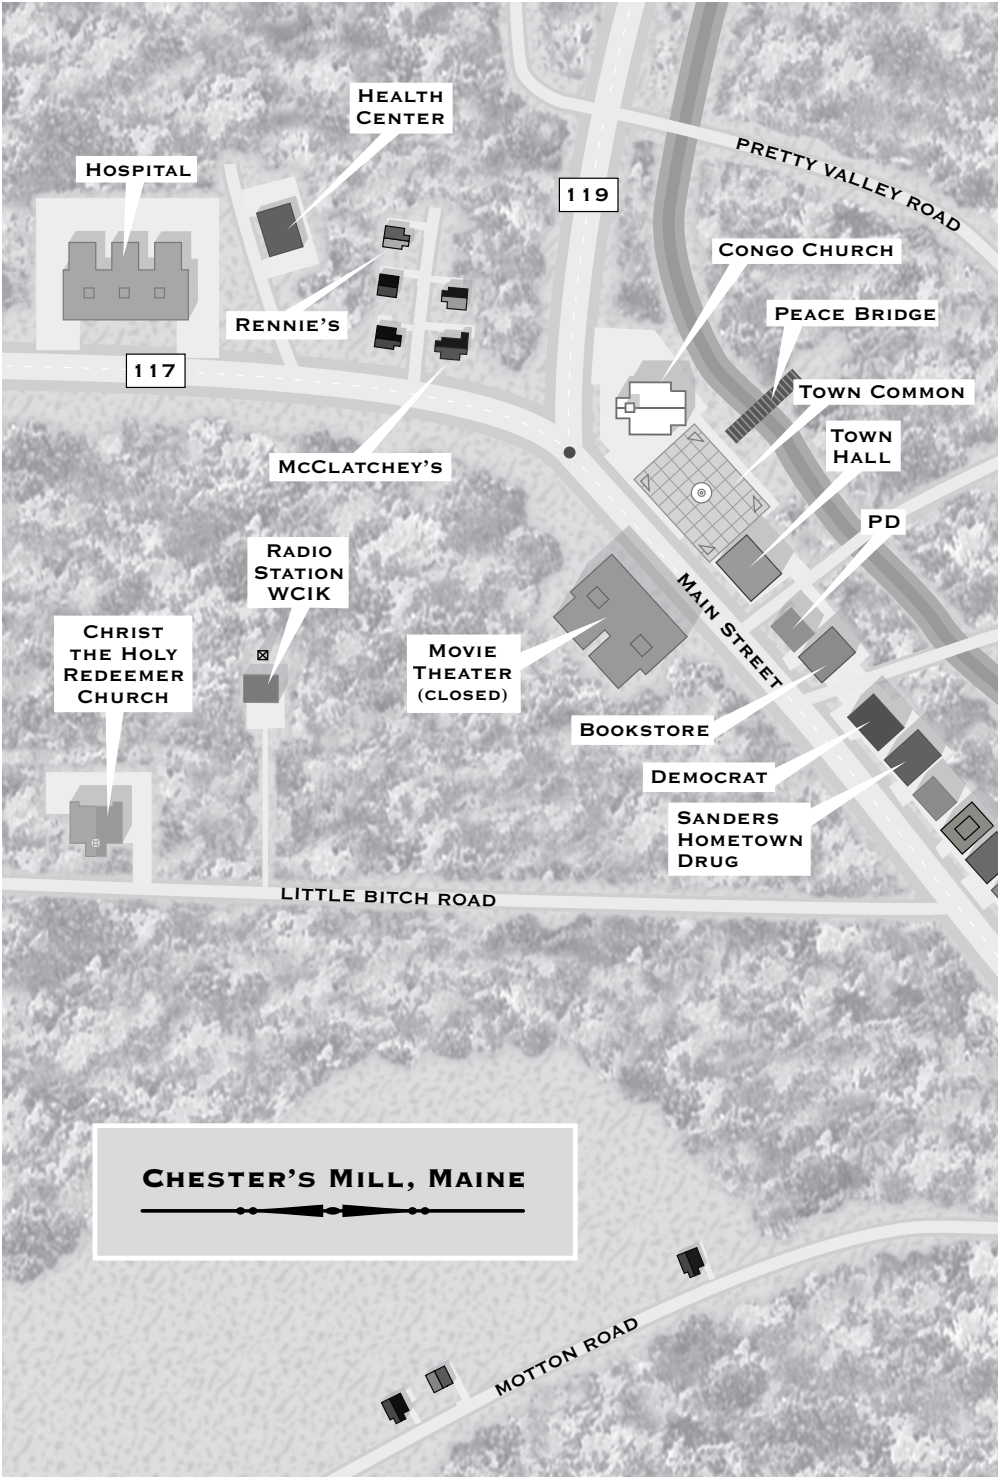 HEALTH
CENTER
HOSPITAL
PRETTY VALLEY ROAD
119
CONGO CHURCH
PEACE BRIDGE
RENNIE'S
117
TOWN COMMON
TOWN
HALL
MCCLATCHEY'S
PD
RADIO
STATION
WCIK
MAIN STREET
CHRIST
THE HOLY
REDEEMER
CHURCH
MOVIE
THEATER
(CLOSED)
BOOKSTORE
DEMOCRAT
SANDERS
HOMETOWN
DRUG
LITTLE BITCH ROAD
CHESTER'S MILL, MAINE
MOTTON ROAD